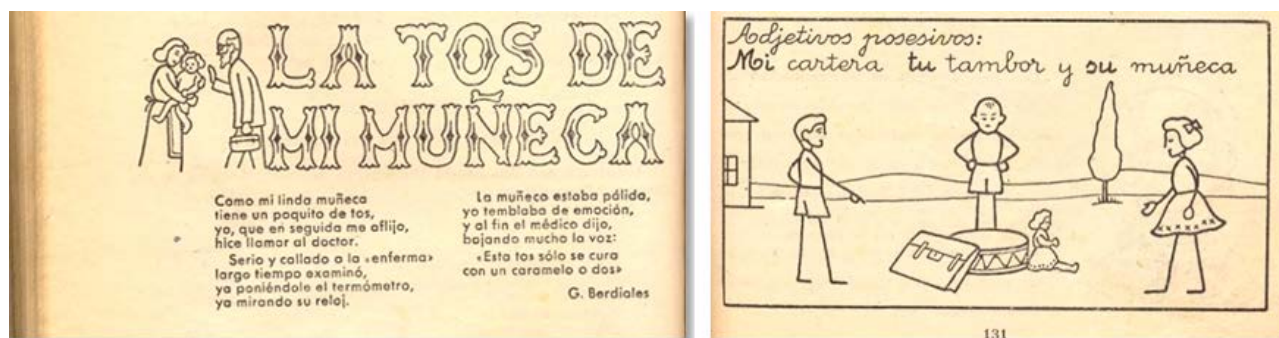 LA TOS DE
MI MUÑECA
Como mi linda muñeca
tiene un poquito de tos,
yo, que en seguida me aflijo,
hice llamar al doctor.
Serio y callado a la «enferma»
largo tiempo examinó,
ya poniéndole el termómetro,
ya mirando su reloj.
La muñeca estaba pálida,
yo temblaba de emoción,
y al fin el médico dijo,
bajando mucho la voz:
«Esta tos sólo se cura
con un caramelo o dos»
G. Berdiales
Adjetivos posesivos:
Mi cartera tu tambor y su muñeca
131